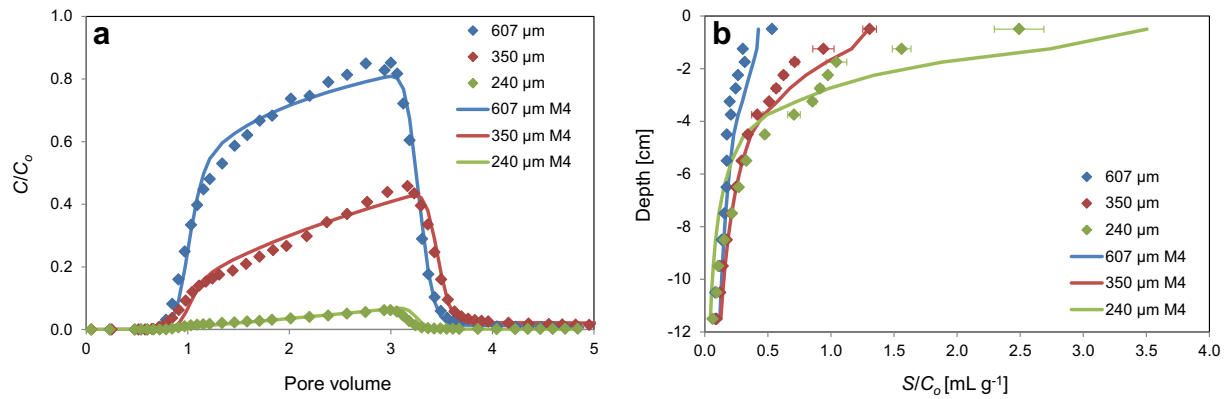 a
1.0
0.8
0.6
0.4
0.2
0.0
C/Co
0
1
2
3
4
5
Pore volume
607 µm
350 µm
240 µm
607 µm M4
350 µm M4
240 µm M4
b
0
-2
-4
-6
-8
-10
-12
Depth [cm]
0.0
0.5
1.0
1.5
2.0
2.5
3.0
3.5
4.0
S/Co [mL g⁻¹]
607 µm
350 µm
240 µm
607 µm M4
350 µm M4
240 µm M4